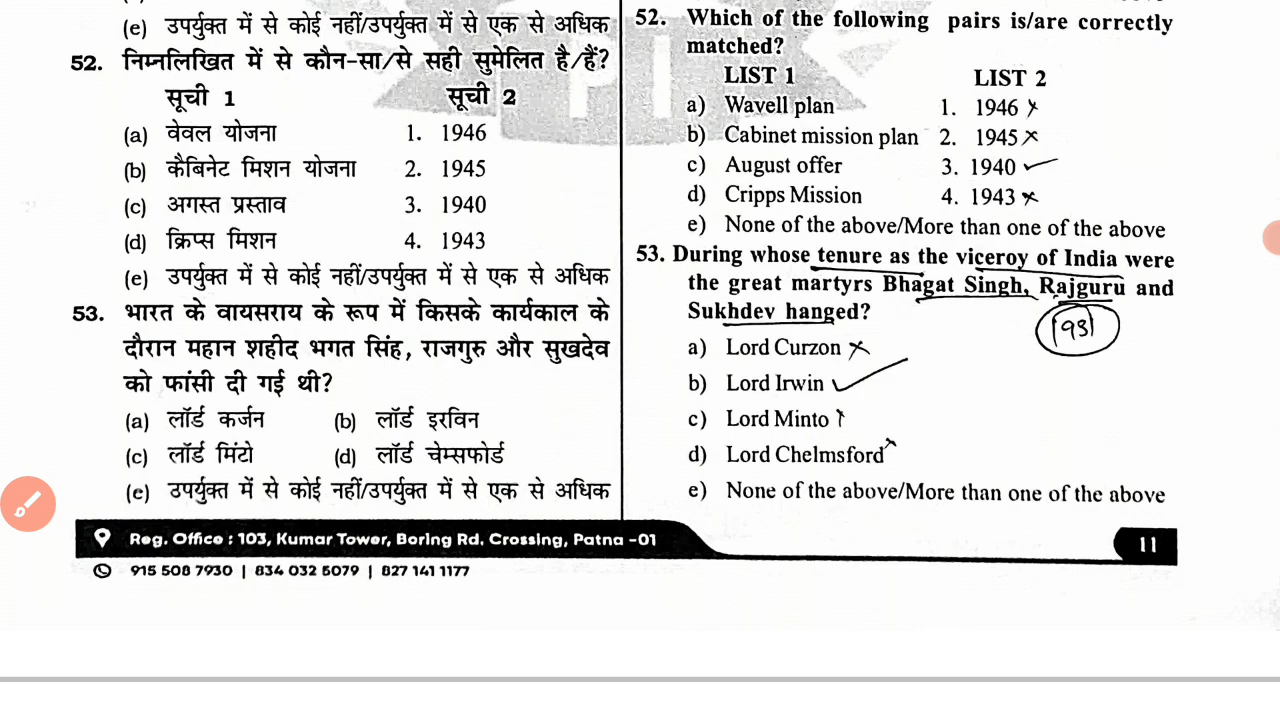 (e) उपर्युक्त में से कोई नहीं/उपर्युक्त में से एक से अधिक
52. निम्नलिखित में से कौन-सा/से सही सुमेलित है/हैं?
सूची 1 सूची 2
(a) वेवल योजना 1. 1946
(b) कैबिनेट मिशन योजना 2. 1945
(c) अगस्त प्रस्ताव 3. 1940
(d) क्रिप्स मिशन 4. 1943
(e) उपर्युक्त में से कोई नहीं/उपर्युक्त में से एक से अधिक
53. भारत के वायसराय के रूप में किसके कार्यकाल के
दौरान महान शहीद भगत सिंह, राजगुरु और सुखदेव
को फांसी दी गई थी?
(a) लॉर्ड कर्जन (b) लॉर्ड इरविन
(c) लॉर्ड मिंटो (d) लॉर्ड चेम्सफोर्ड
(e) उपर्युक्त में से कोई नहीं/उपर्युक्त में से एक से अधिक
52. Which of the following pairs is/are correctly
matched?
LIST 1 LIST 2
a) Wavell plan 1. 1946
b) Cabinet mission plan 2. 1945
c) August offer 3. 1940
d) Cripps Mission 4. 1943
e) None of the above/More than one of the above
53. During whose tenure as the viceroy of India were
the great martyrs Bhagat Singh, Rajguru and
Sukhdev hanged?
1931
a) Lord Curzon
b) Lord Irwin
c) Lord Minto
d) Lord Chelmsford
e) None of the above/More than one of the above
Reg. Office : 103, Kumar Tower, Boring Rd. Crossing, Patna -01
11
915 508 7930 | 834 032 5079 | 827 141 1177